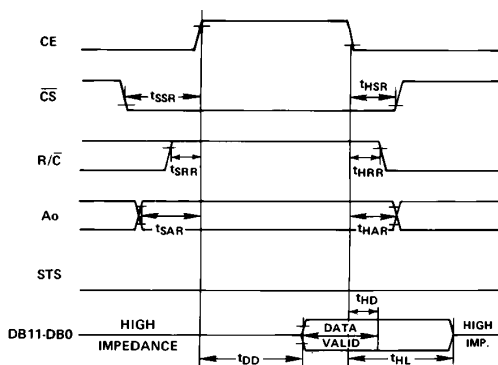 CE
CS
tSSR
tHSR
R/C
tSRR
tHRR
Ao
tSAR
tHAR
STS
tHD
DB11-DB0
HIGH
IMPEDANCE
DATA
VALID
HIGH
IMP.
tDD
tHL